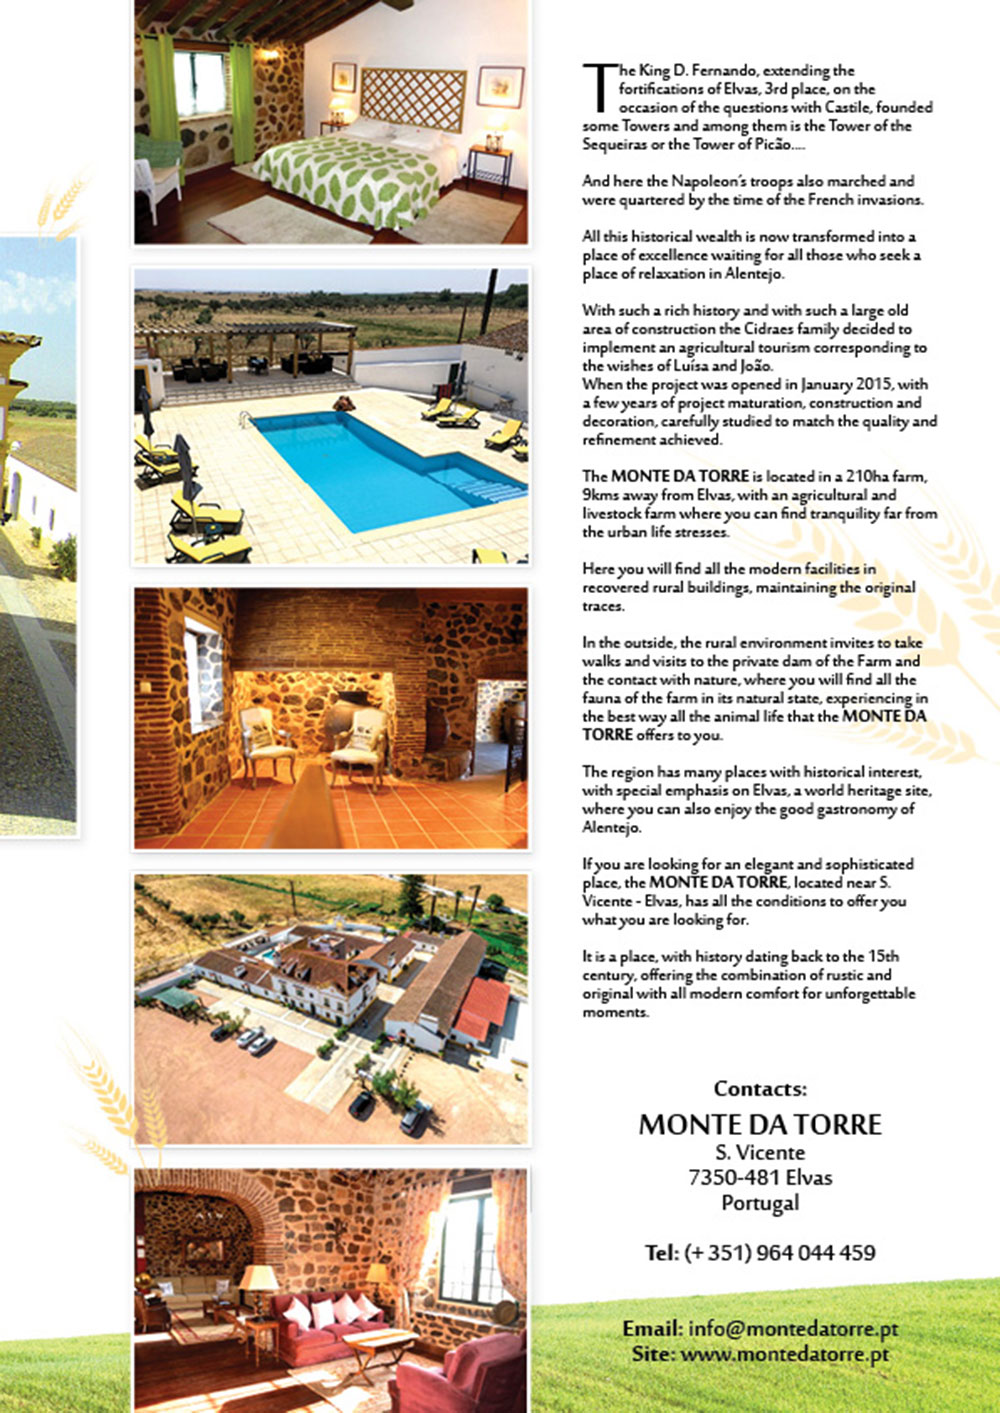 The King D. Fernando, extending the
fortifications of Elvas, 3rd place, on the
occasion of the questions with Castile, founded
some Towers and among them is the Tower of the
Sequeiras or the Tower of Picão....
And here the Napoleon's troops also marched and
were quartered by the time of the French invasions.
All this historical wealth is now transformed into a
place of excellence waiting for all those who seek a
place of relaxation in Alentejo.
With such a rich history and with such a large old
area of construction the Cidraes family decided to
implement an agricultural tourism corresponding to
the wishes of Luísa and João.
When the project was opened in January 2015, with
a few years of project maturation, construction and
decoration, carefully studied to match the quality and
refinement achieved.
The MONTE DA TORRE is located in a 210ha farm,
9kms away from Elvas, with an agricultural and
livestock farm where you can find tranquility far from
the urban life stresses.
Here you will find all the modern facilities in
recovered rural buildings, maintaining the original
traces.
In the outside, the rural environment invites to take
walks and visits to the private dam of the Farm and
the contact with nature, where you will find all the
fauna of the farm in its natural state, experiencing in
the best way all the animal life that the MONTE DA
TORRE offers to you.
The region has many places with historical interest,
with special emphasis on Elvas, a world heritage site,
where you can also enjoy the good gastronomy of
Alentejo.
If you are looking for an elegant and sophisticated
place, the MONTE DA TORRE, located near S.
Vicente - Elvas, has all the conditions to offer you
what you are looking for.
It is a place, with history dating back to the 15th
century, offering the combination of rustic and
original with all modern comfort for unforgettable
moments.
Contacts:
MONTE DA TORRE
S. Vicente
7350-481 Elvas
Portugal
Tel: (+ 351) 964 044 459
Email: info@montedatorre.pt
Site: www.montedatorre.pt